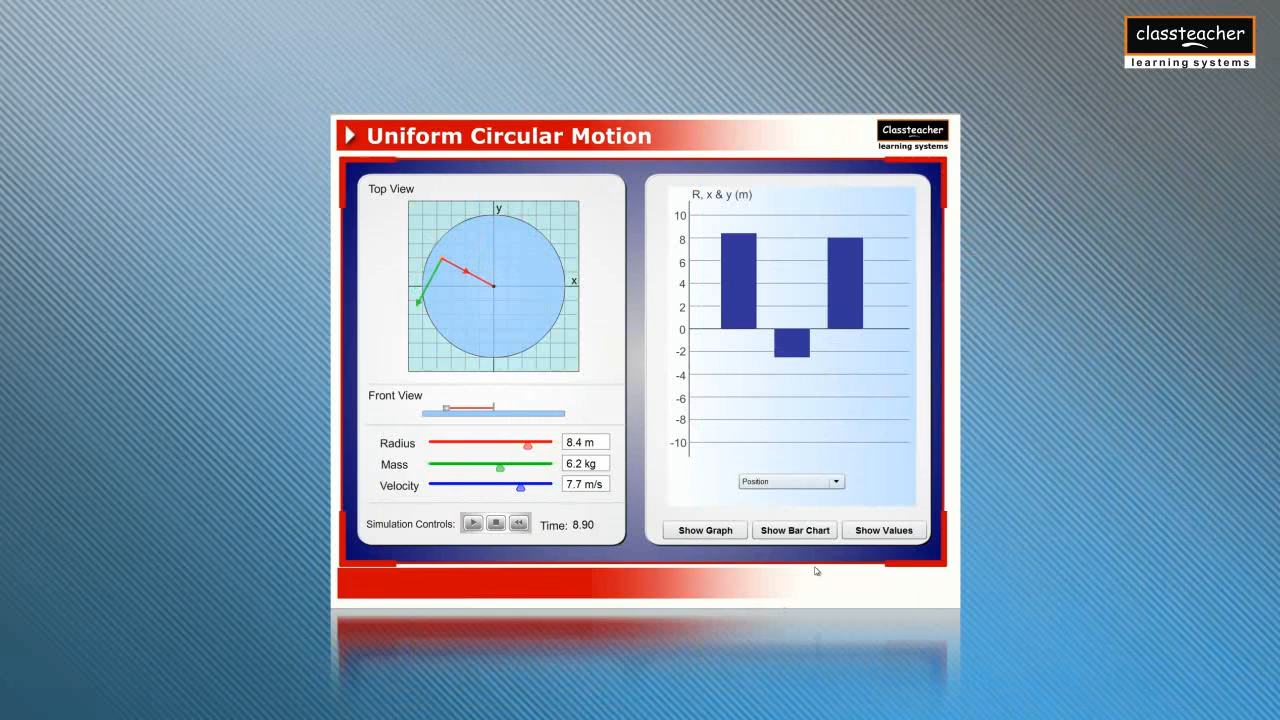 classteacher
learning systems
Uniform Circular Motion
Classteacher
learning systems
Top View
y
x
Front View
Radius 8.4 m
Mass 6.2 kg
Velocity 7.7 m/s
Simulation Controls: Time: 8.90
R, x & y (m)
10
8
6
4
2
0
-2
-4
-6
-8
-10
Position
Show Graph Show Bar Chart Show Values